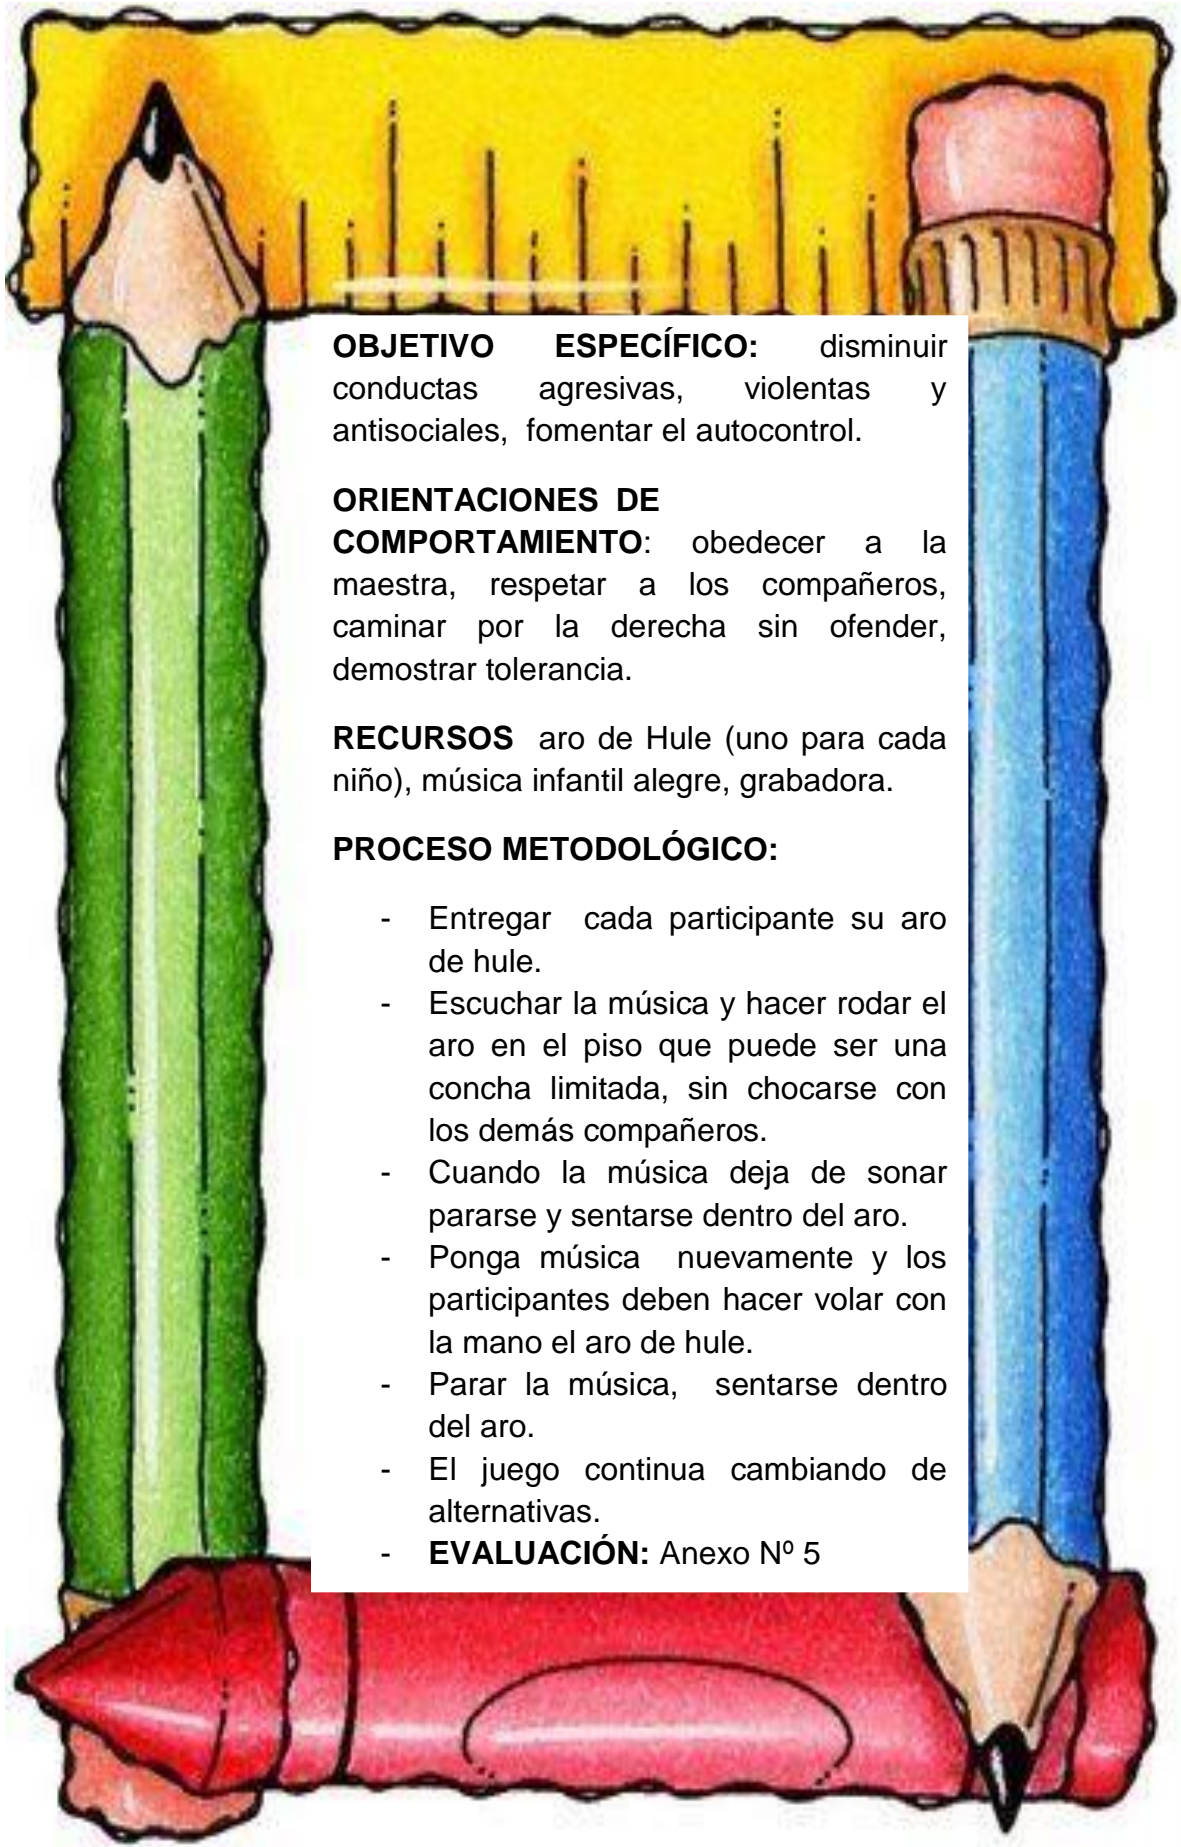 OBJETIVO ESPECÍFICO: disminuir
conductas agresivas, violentas y
antisociales, fomentar el autocontrol.
ORIENTACIONES DE
COMPORTAMIENTO: obedecer a la
maestra, respetar a los compañeros,
caminar por la derecha sin ofender,
demostrar tolerancia.
RECURSOS aro de Hule (uno para cada
niño), música infantil alegre, grabadora.
PROCESO METODOLÓGICO:
- Entregar cada participante su aro
de hule.
- Escuchar la música y hacer rodar el
aro en el piso que puede ser una
concha limitada, sin chocarse con
los demás compañeros.
- Cuando la música deja de sonar
pararse y sentarse dentro del aro.
- Ponga música nuevamente y los
participantes deben hacer volar con
la mano el aro de hule.
- Parar la música, sentarse dentro
del aro.
- El juego continua cambiando de
alternativas.
- EVALUACIÓN: Anexo Nº 5